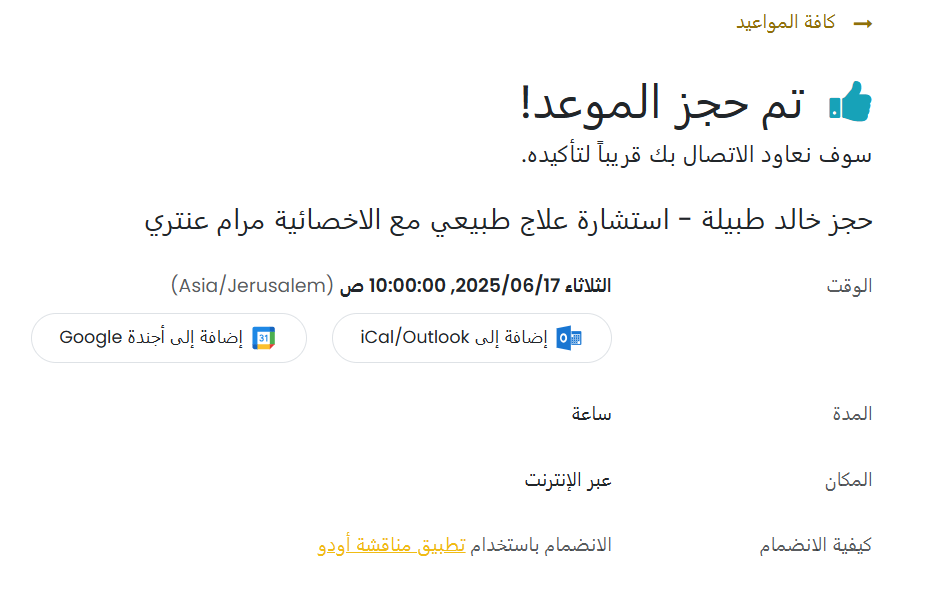 → كافة المواعيد
تم حجز الموعد!
سوف نعاود الاتصال بك قريباً لتأكيده.
حجز خالد طبيلة - استشارة علاج طبيعي مع الاخصائية مرام عنتري
الوقت الثلاثاء 2025/06/17, 10:00:00 ص (Asia/Jerusalem)
إضافة إلى iCal/Outlook إضافة إلى أجندة Google
المدة ساعة
المكان عبر الإنترنت
كيفية الانضمام الانضمام باستخدام تطبيق مناقشة أودو